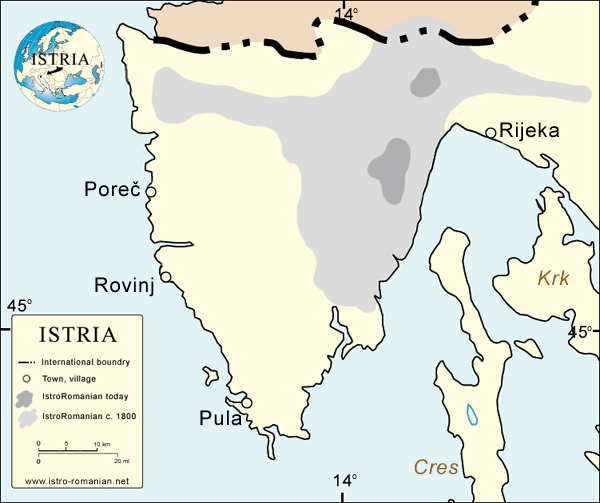 14°
ISTRIA
Rijeka
Poreč
Krk
Rovinj
45°
45°
ISTRIA
International boundry
Town, village
IstroRomanian today
IstroRomanian c. 1800
0 5 10 km
0 20 mi
www.istro-romanian.net
Pula
Cres
14°